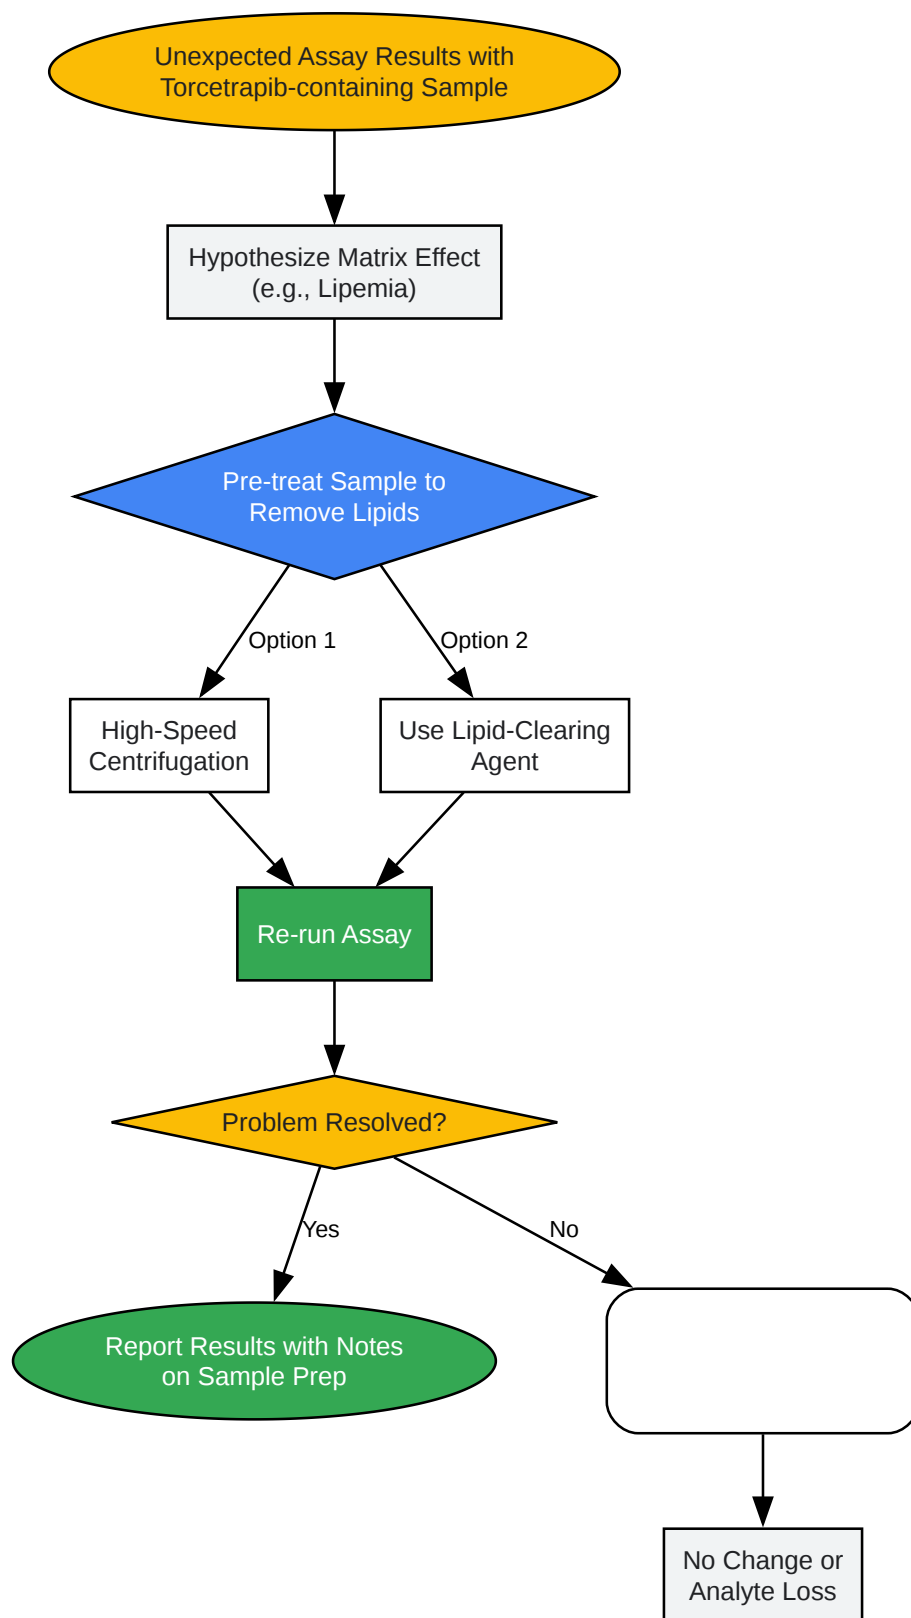 Unexpected Assay Results with
Torcetrapib-containing Sample
Hypothesize Matrix Effect
(e.g., Lipemia)
Pre-treat Sample to
Remove Lipids
Option 1
Option 2
High-Speed
Centrifugation
Use Lipid-Clearing
Agent
Re-run Assay
Problem Resolved?
Yes
No
Report Results with Notes
on Sample Prep
No Change or
Analyte Loss